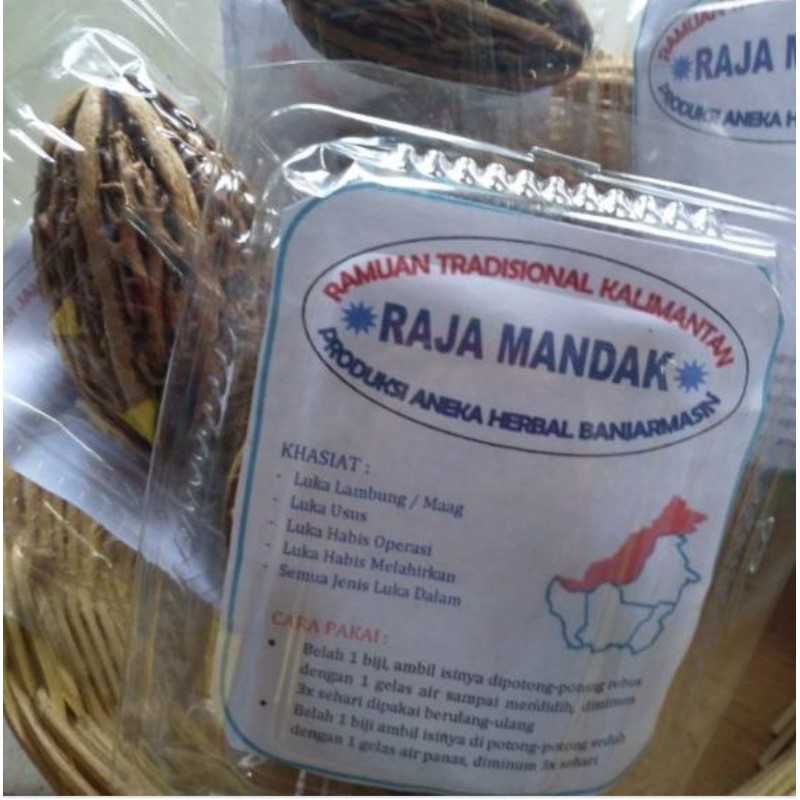 RAMUAN TRADISIONAL KALIMANTAN
RAJA MANDAK
PRODUKSI ANEKA HERBAL BANJARMASIN
KHASIAT :
- Luka Lambung / Maag
- Luka Usus
- Luka Habis Operasi
- Luka Habis Melahirkan
- Semua Jenis Luka Dalam
CARA PAKAI :
• Belah 1 biji, ambil isinya dipotong-potong rebus
dengan 1 gelas air sampai mendidih, diminum
3x sehari dipakai berulang-ulang
• Belah 1 biji ambil isinya di potong-potong seduh
dengan 1 gelas air panas, diminum 3x sehari
RAMUAN
RAJA
PRODUKSI ANEKA